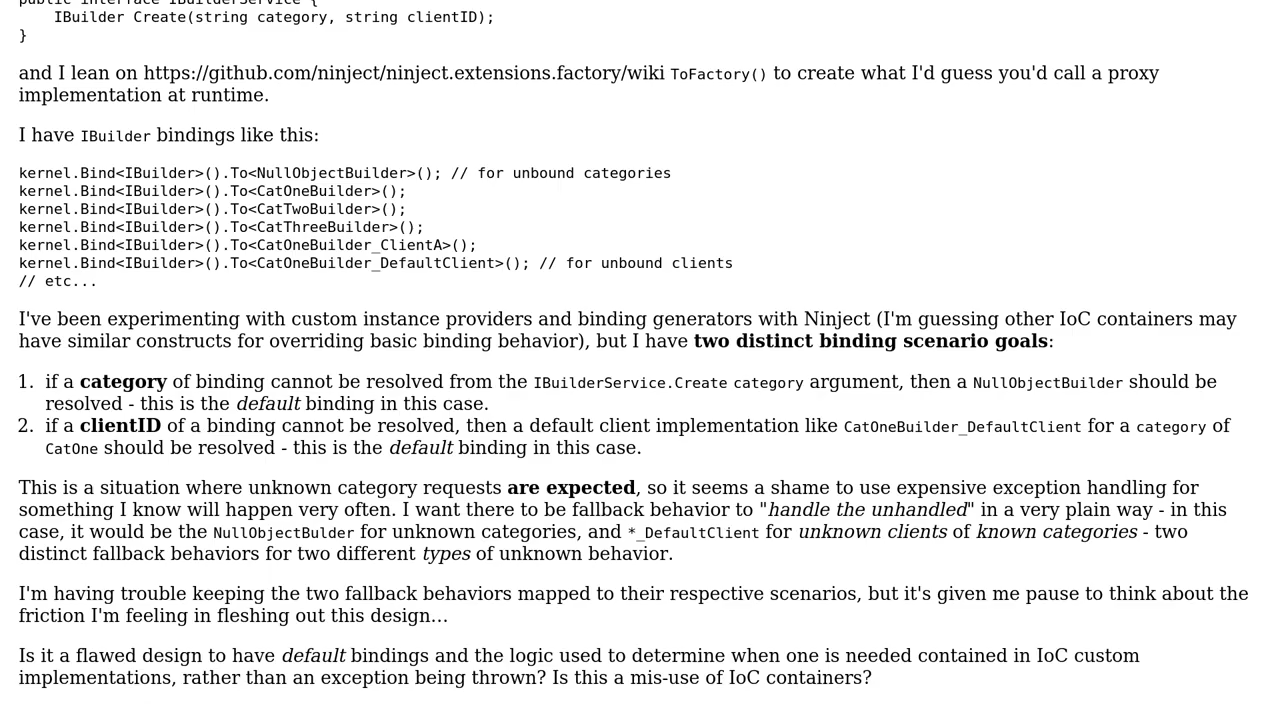 public interface IBuilderService {
    IBuilder Create(string category, string clientID);
}
and I lean on https://github.com/ninject/ninject.extensions.factory/wiki ToFactory() to create what I'd guess you'd call a proxy
implementation at runtime.
I have IBuilder bindings like this:
kernel.Bind<IBuilder>().To<NullObjectBuilder>(); // for unbound categories
kernel.Bind<IBuilder>().To<CatOneBuilder>();
kernel.Bind<IBuilder>().To<CatTwoBuilder>();
kernel.Bind<IBuilder>().To<CatThreeBuilder>();
kernel.Bind<IBuilder>().To<CatOneBuilder_ClientA>();
kernel.Bind<IBuilder>().To<CatOneBuilder_DefaultClient>(); // for unbound clients
// etc...
I've been experimenting with custom instance providers and binding generators with Ninject (I'm guessing other IoC containers may
have similar constructs for overriding basic binding behavior), but I have two distinct binding scenario goals:
1. if a category of binding cannot be resolved from the IBuilderService.Create category argument, then a NullObjectBuilder should be
resolved - this is the default binding in this case.
2. if a clientID of a binding cannot be resolved, then a default client implementation like CatOneBuilder_DefaultClient for a category of
CatOne should be resolved - this is the default binding in this case.
This is a situation where unknown category requests are expected, so it seems a shame to use expensive exception handling for
something I know will happen very often. I want there to be fallback behavior to "handle the unhandled" in a very plain way - in this
case, it would be the NullObjectBulder for unknown categories, and *_DefaultClient for unknown clients of known categories - two
distinct fallback behaviors for two different types of unknown behavior.
I'm having trouble keeping the two fallback behaviors mapped to their respective scenarios, but it's given me pause to think about the
friction I'm feeling in fleshing out this design...
Is it a flawed design to have default bindings and the logic used to determine when one is needed contained in IoC custom
implementations, rather than an exception being thrown? Is this a mis-use of IoC containers?